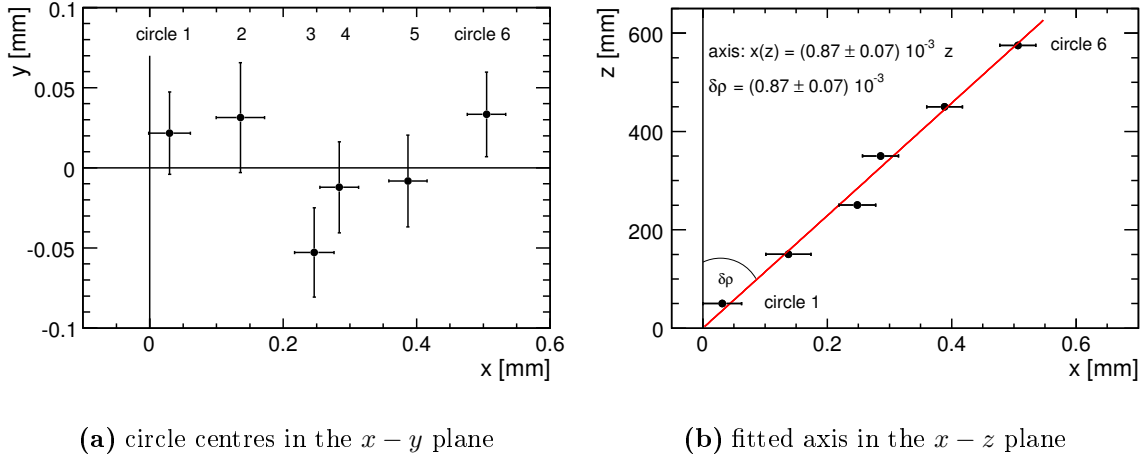 y [mm]
0.1
0.05
0
-0.05
-0.1
circle 1 2 3 4 5 circle 6
0 0.2 0.4 0.6
x [mm]
(a) circle centres in the x − y plane
z [mm]
600
400
200
0
axis: x(z) = (0.87 ± 0.07) 10⁻³ z
δρ = (0.87 ± 0.07) 10⁻³
circle 6
δρ
circle 1
0 0.2 0.4 0.6
x [mm]
(b) fitted axis in the x − z plane